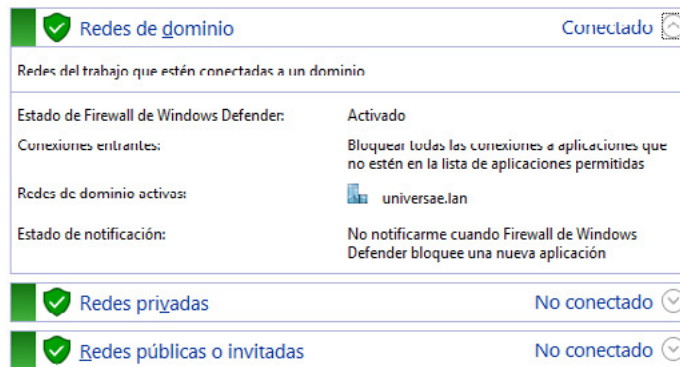 Redes de dominio Conectado
Redes del trabajo que estén conectadas a un dominio
Estado de Firewall de Windows Defender: Activado
Conexiones entrantes: Bloquear todas las conexiones a aplicaciones que
no estén en la lista de aplicaciones permitidas
Redes de dominio activas: universae.lan
Estado de notificación: No notificarme cuando Firewall de Windows
Defender bloquee una nueva aplicación
Redes privadas No conectado
Redes públicas o invitadas No conectado